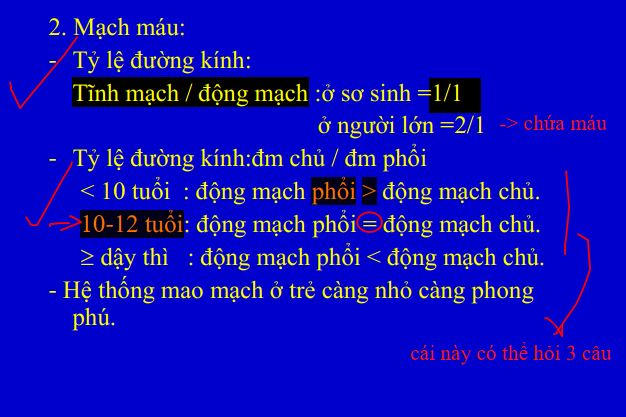 2. Mạch máu:
- Tỷ lệ đường kính:
Tĩnh mạch / động mạch :ở sơ sinh =1/1
ở người lớn =2/1 -> chứa máu
- Tỷ lệ đường kính:đm chủ / đm phổi
< 10 tuổi : động mạch phổi > động mạch chủ.
10-12 tuổi: động mạch phổi = động mạch chủ.
≥ dậy thì : động mạch phổi < động mạch chủ.
- Hệ thống mao mạch ở trẻ càng nhỏ càng phong
phú.
cái này có thể hỏi 3 câu